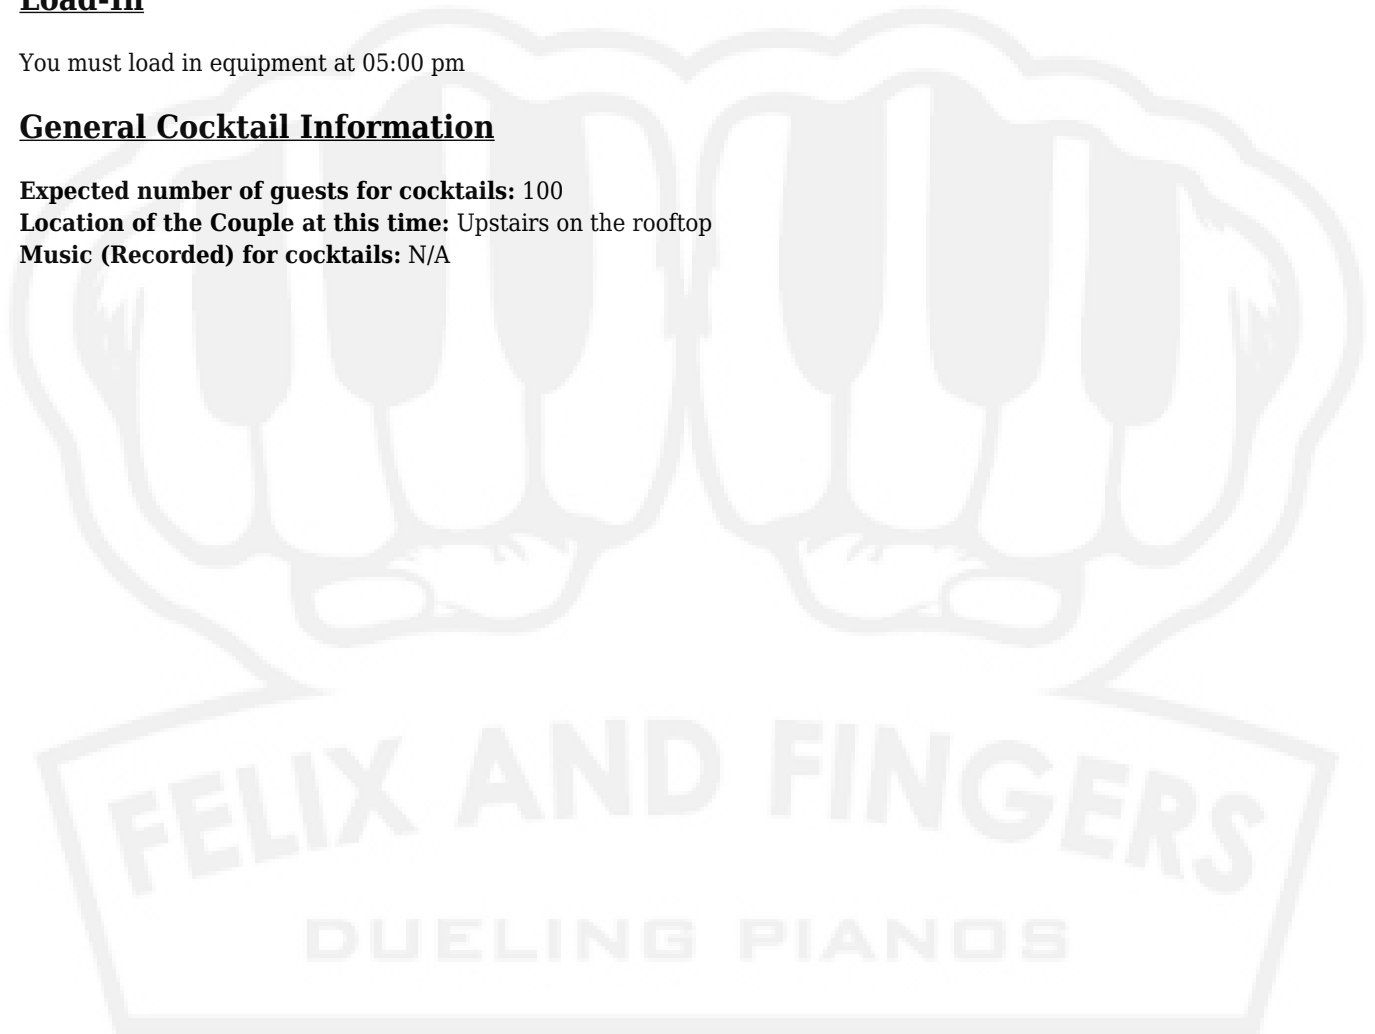 Load-In
You must load in equipment at 05:00 pm
General Cocktail Information
Expected number of guests for cocktails: 100
Location of the Couple at this time: Upstairs on the rooftop
Music (Recorded) for cocktails: N/A
FELIX AND FINGERS
DUELING PIANOS